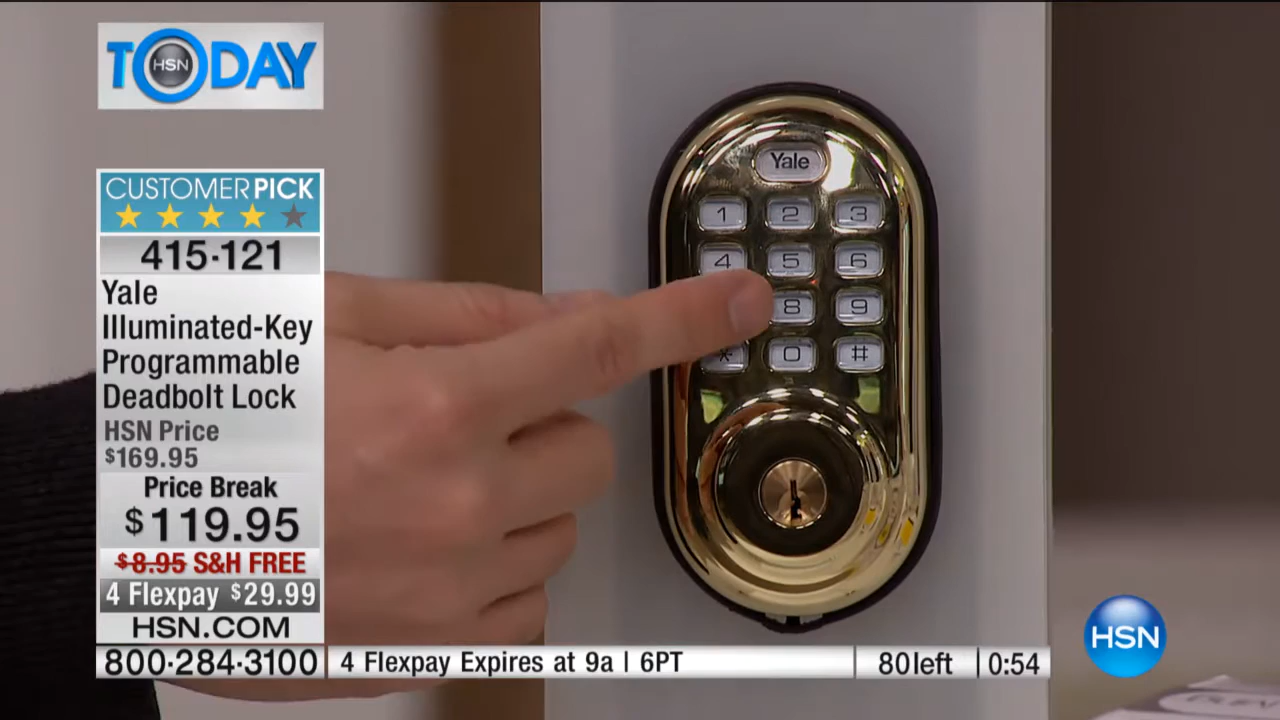 TODAY
HSN
CUSTOMER PICK
415·121
Yale
Illuminated-Key
Programmable
Deadbolt Lock
HSN Price
$169.95
Price Break
$119.95
$8.95 S&H FREE
4 Flexpay $29.99
HSN.COM
800·284·3100
4 Flexpay Expires at 9a | 6PT
80 left
0:54
Yale
1 2 3
4 5 6
8 9
* 0 #
HSN